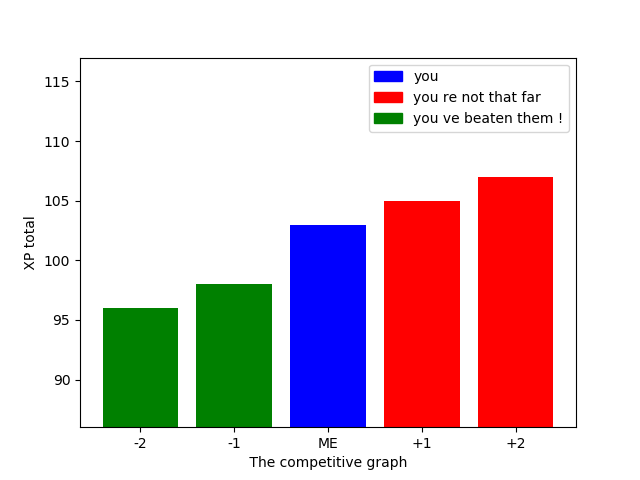 you
you re not that far
you ve beaten them !
115
110
105
100
95
90
XP total
-2 -1 ME +1 +2
The competitive graph